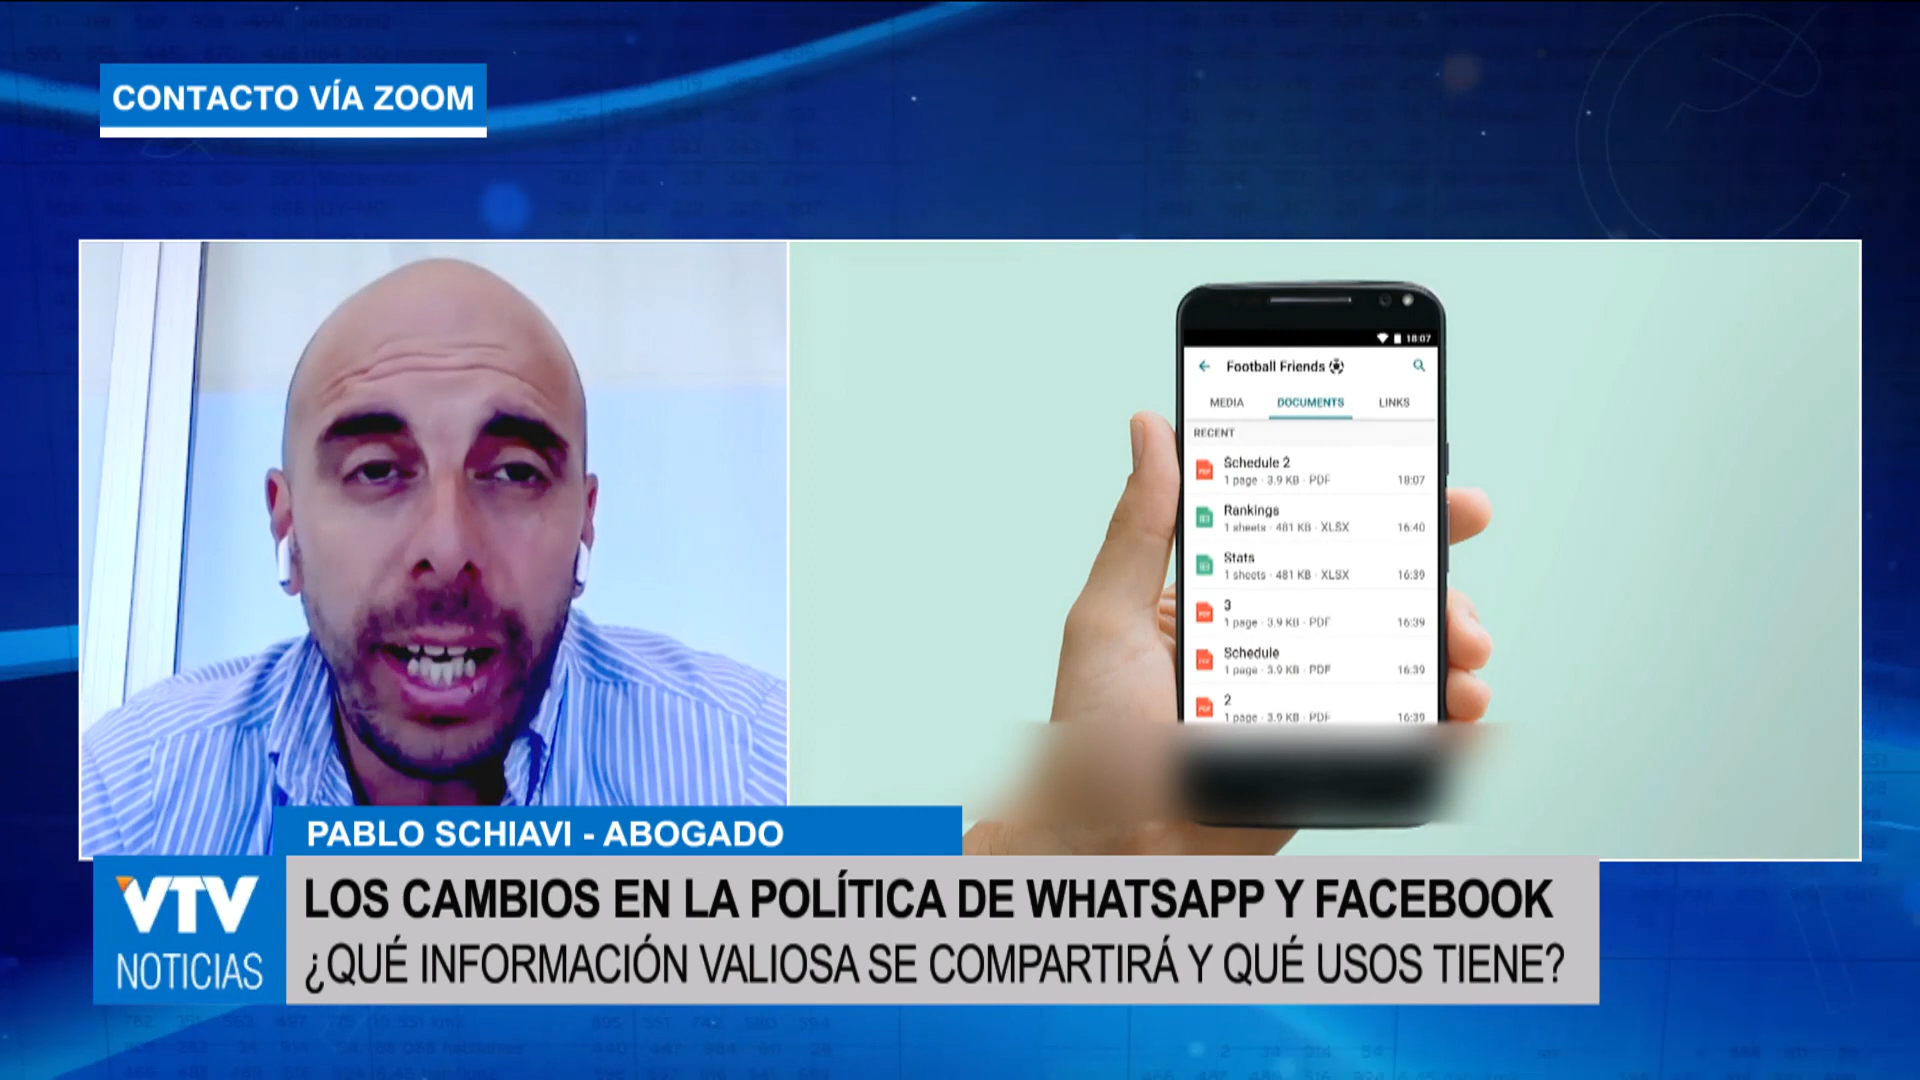 CONTACTO VÍA ZOOM
18:07
Football Friends
MEDIA DOCUMENTS LINKS
RECENT
Schedule 2
1 page · 3.9 KB · PDF 18:07
Rankings
1 sheets · 481 KB · XLSX 16:40
Stats
1 sheets · 481 KB · XLSX 16:39
3
1 page · 3.9 KB · PDF 16:39
Schedule
1 page · 3.9 KB · PDF 16:39
2
1 page · 3.9 KB · PDF 16:39
PABLO SCHIAVI - ABOGADO
VTV
NOTICIAS
LOS CAMBIOS EN LA POLÍTICA DE WHATSAPP Y FACEBOOK
¿QUÉ INFORMACIÓN VALIOSA SE COMPARTIRÁ Y QUÉ USOS TIENE?